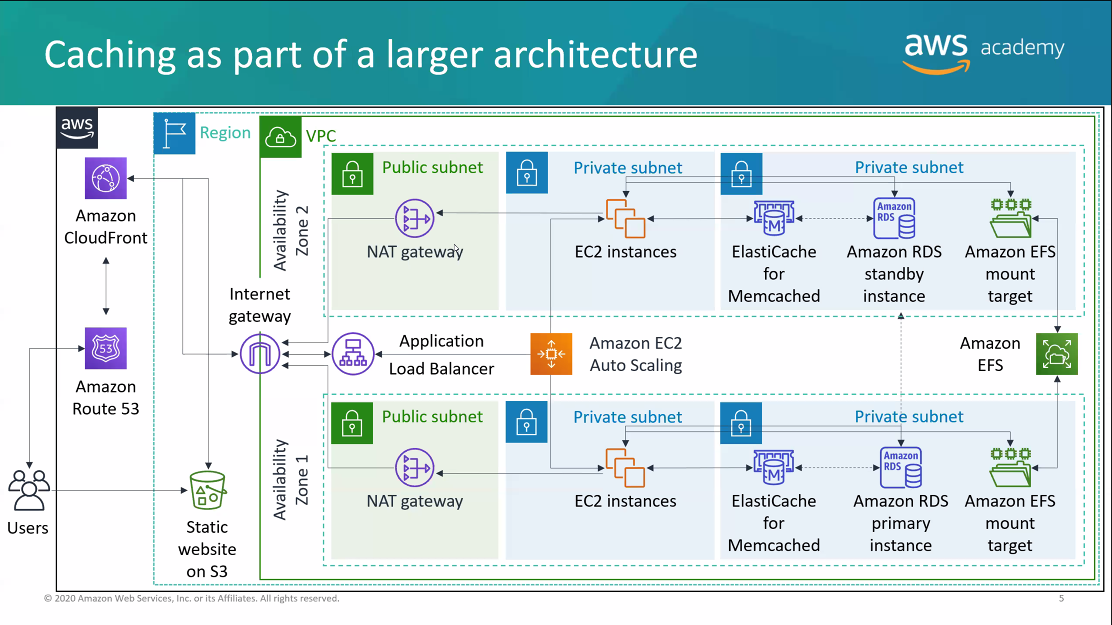 Caching as part of a larger architecture
aws academy
aws
Region
VPC
Amazon
CloudFront
Amazon
Route 53
Users
Static
website
on S3
Internet
gateway
Availability
Zone 2
Public subnet
NAT gateway
Private subnet
EC2 instances
Private subnet
ElastiCache
for
Memcached
Amazon
RDS
Amazon RDS
standby
instance
Amazon EFS
mount
target
Application
Load Balancer
Amazon EC2
Auto Scaling
Amazon
EFS
Availability
Zone 1
Public subnet
NAT gateway
Private subnet
EC2 instances
Private subnet
ElastiCache
for
Memcached
Amazon
RDS
Amazon RDS
primary
instance
Amazon EFS
mount
target
53
M
M
© 2020 Amazon Web Services, Inc. or its Affiliates. All rights reserved.
5